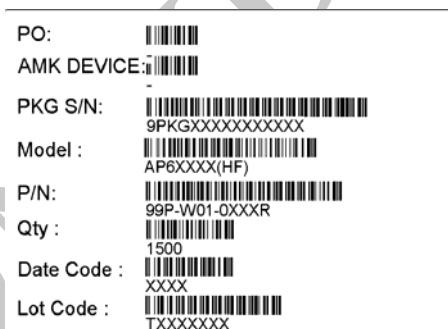 PO:
-
AMK DEVICE:
-
PKG S/N:
9PKGXXXXXXXXXXX
Model :
AP6XXXX(HF)
P/N:
99P-W01-0XXXR
Qty :
1500
Date Code :
XXXX
Lot Code :
TXXXXXXX